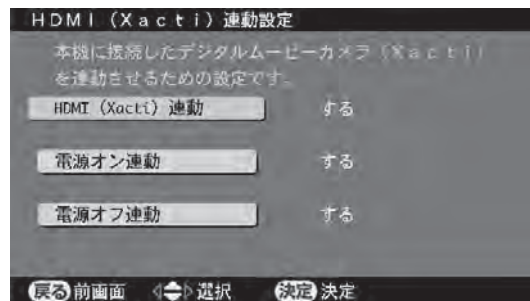 HDMI（Xacti）連動設定
本機に接続したデジタルムービーカメラ（Xacti）
を連動させるための設定です。
HDMI（Xacti）連動 する
電源オン連動 する
電源オフ連動 する
戻る 前画面 選択 決定 決定